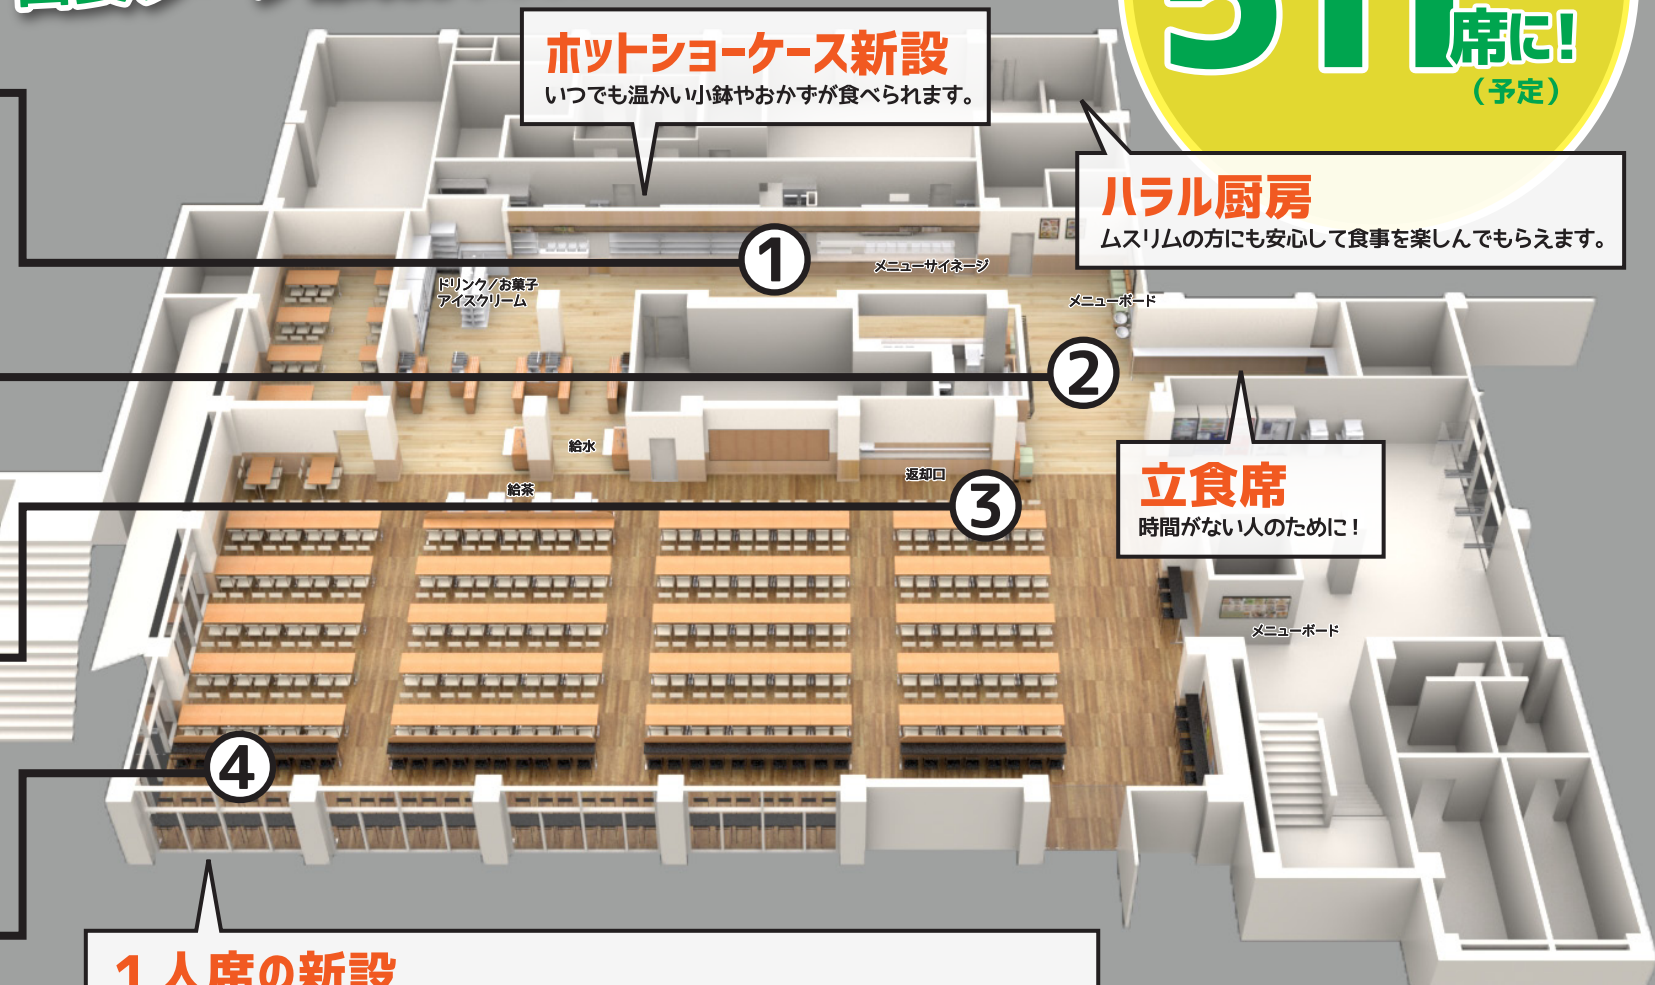 席に!
(予定)
ホットショーケース新設
いつでも温かい小鉢やおかずが食べられます。
ハラル厨房
ムスリムの方にも安心して食事を楽しんでもらえます。
①
メニューサイネージ
ドリンク/お菓子
アイスクリーム
メニューボード
②
給水
返却口
給茶
③
立食席
時間がない人のために!
メニューボード
④
1人席の新設